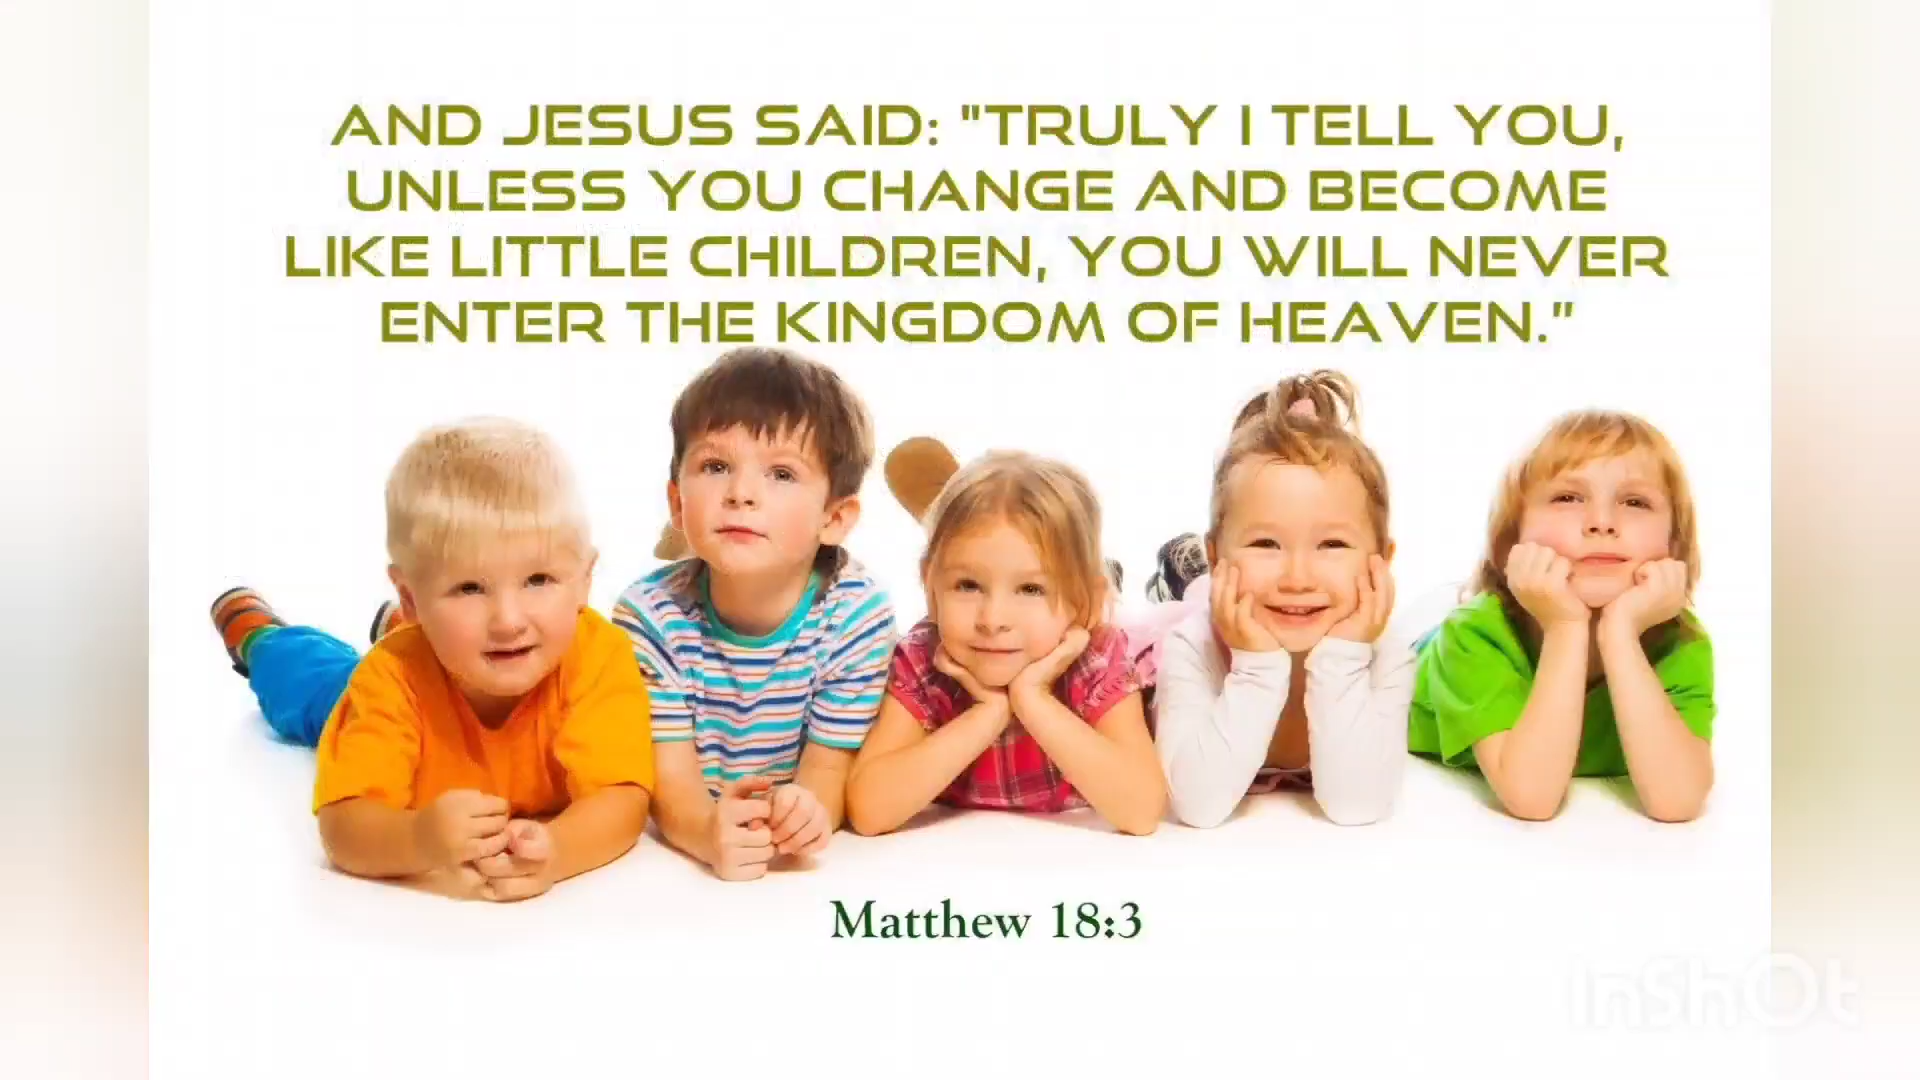 AND JESUS SAID: "TRULY I TELL YOU,
UNLESS YOU CHANGE AND BECOME
LIKE LITTLE CHILDREN, YOU WILL NEVER
ENTER THE KINGDOM OF HEAVEN."
Matthew 18:3
InShOt